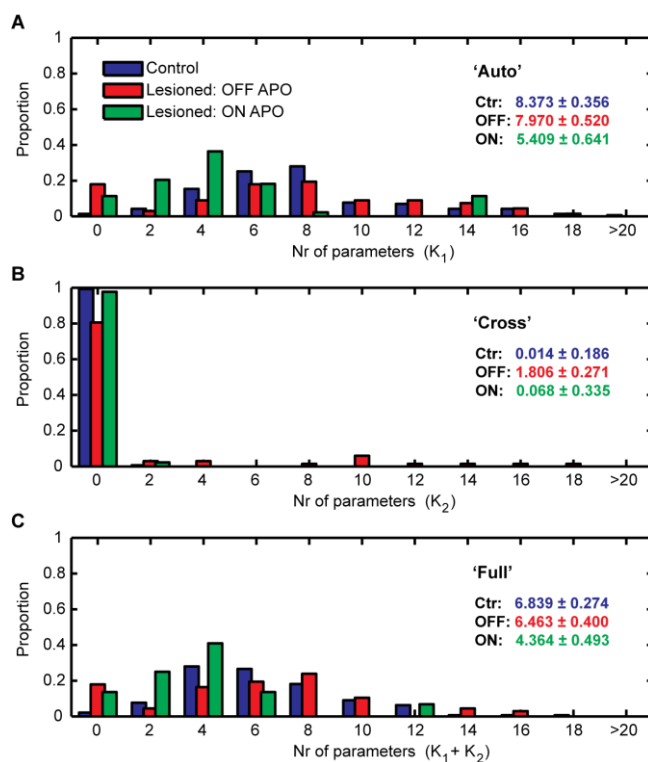 A
1
0.8
0.6
0.4
0.2
0
Proportion
Control
Lesioned: OFF APO
Lesioned: ON APO
'Auto'
Ctr: 8.373 ± 0.356
OFF: 7.970 ± 0.520
ON: 5.409 ± 0.641
0 2 4 6 8 10 12 14 16 18 >20
Nr of parameters (K1)
B
1
0.8
0.6
0.4
0.2
0
Proportion
'Cross'
Ctr: 0.014 ± 0.186
OFF: 1.806 ± 0.271
ON: 0.068 ± 0.335
0 2 4 6 8 10 12 14 16 18 >20
Nr of parameters (K2)
C
1
0.8
0.6
0.4
0.2
0
Proportion
'Full'
Ctr: 6.839 ± 0.274
OFF: 6.463 ± 0.400
ON: 4.364 ± 0.493
0 2 4 6 8 10 12 14 16 18 >20
Nr of parameters (K1 + K2)